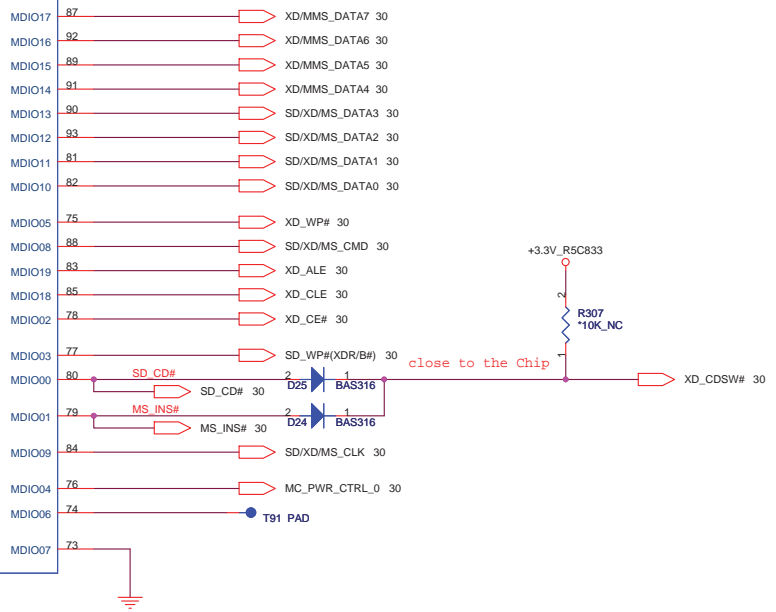 MDIO17 87 XD/MMS_DATA7 30
MDIO16 92 XD/MMS_DATA6 30
MDIO15 89 XD/MMS_DATA5 30
MDIO14 91 XD/MMS_DATA4 30
MDIO13 90 SD/XD/MS_DATA3 30
MDIO12 93 SD/XD/MS_DATA2 30
MDIO11 81 SD/XD/MS_DATA1 30
MDIO10 82 SD/XD/MS_DATA0 30
MDIO05 75 XD_WP# 30
MDIO08 88 SD/XD/MS_CMD 30
+3.3V_R5C833
MDIO19 83 XD_ALE 30
MDIO18 85 XD_CLE 30
2
R307
MDIO02 78 XD_CE# 30
*10K_NC
MDIO03 77 SD_WP#(XDR/B#) 30
1
close to the Chip
MDIO00 80 SD_CD# 2 1 XD_CDSW# 30
D25 BAS316
SD_CD# 30
MDIO01 79 MS_INS# 2 1
D24 BAS316
MS_INS# 30
MDIO09 84 SD/XD/MS_CLK 30
MDIO04 76 MC_PWR_CTRL_0 30
MDIO06 74 T91 PAD
MDIO07 73